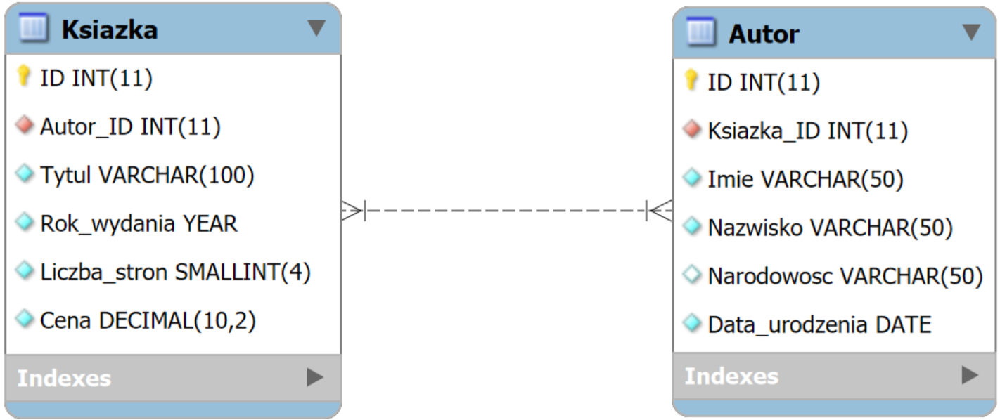 Ksiazka
ID INT(11)
Autor_ID INT(11)
Tytul VARCHAR(100)
Rok_wydania YEAR
Liczba_stron SMALLINT(4)
Cena DECIMAL(10,2)
Indexes
Autor
ID INT(11)
Ksiazka_ID INT(11)
Imie VARCHAR(50)
Nazwisko VARCHAR(50)
Narodowosc VARCHAR(50)
Data_urodzenia DATE
Indexes